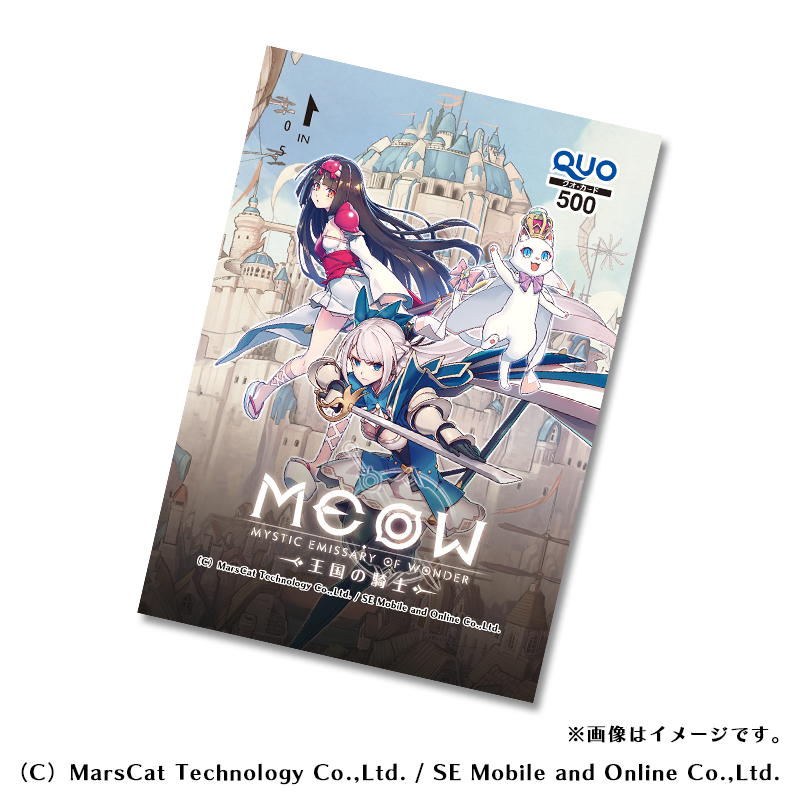 0
IN
5
QUO
クオ・カード
500
MEOW
MYSTIC EMISSARY OF WONDER
王国の騎士
(C) MarsCat Technology Co.,Ltd. / SE Mobile and Online Co.,Ltd.
※画像はイメージです。
(C) MarsCat Technology Co.,Ltd. / SE Mobile and Online Co.,Ltd.